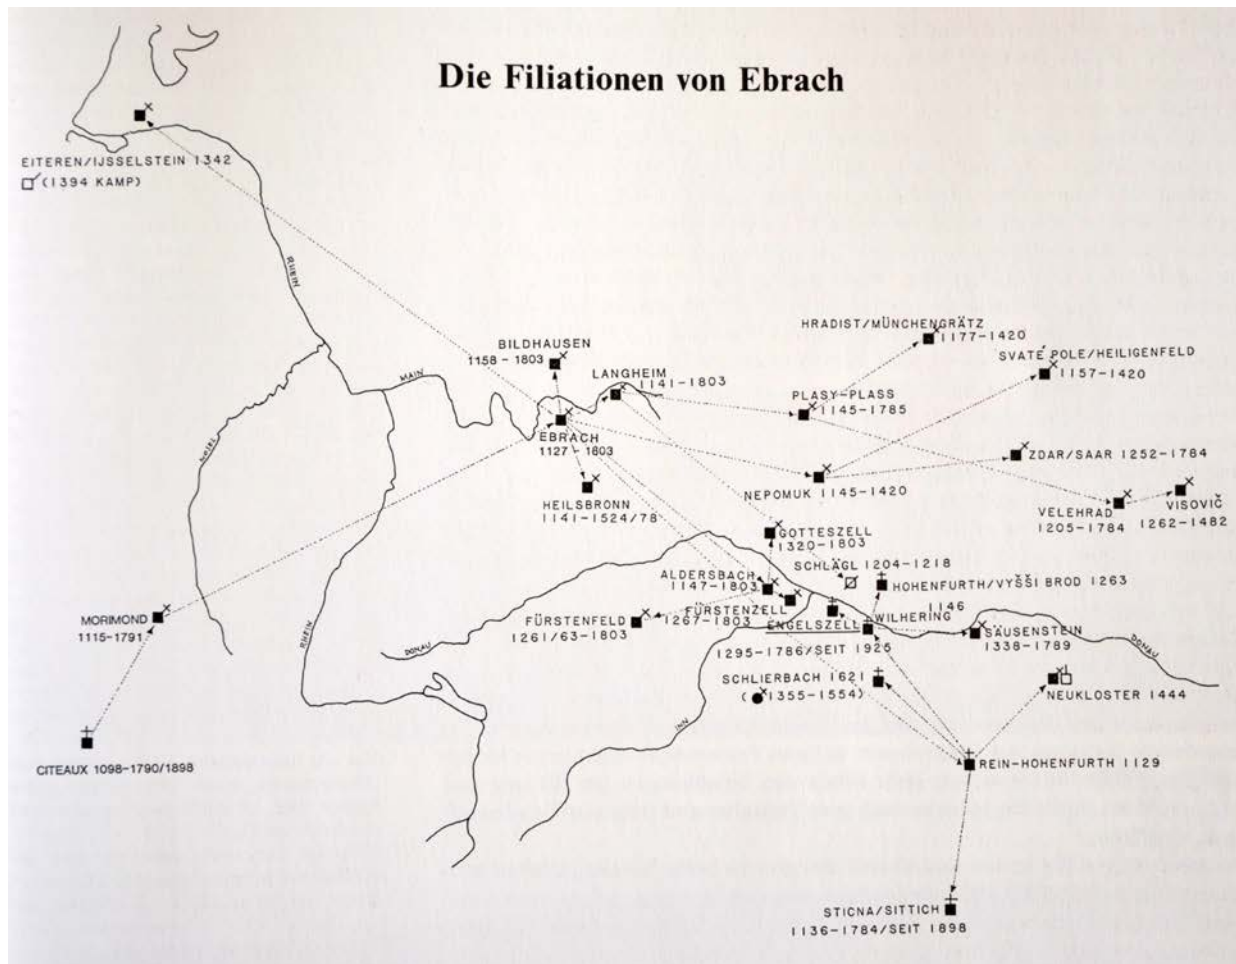 Die Filiationen von Ebrach
EITEREN/IJSSELSTEIN 1342
(1394 KAMP)
RHEIN
HRADIST/MÜNCHENGRÄTZ
1177-1420
BILDHAUSEN
1158-1803
SVATÉ POLE/HEILIGENFELD
1157-1420
MAIN
LANGHEIM
1141-1803
PLASY-PLASS
1145-1785
EBRACH
1127-1803
MOSEL
ZDAR/SAAR 1252-1784
HEILSBRONN
1141-1524/78
NEPOMUK 1145-1420
VELEHRAD
1205-1784
VISOVIČ
1262-1482
GOTTESZELL
1320-1803
SCHLÄGL 1204-1218
ALDERSBACH
1147-1803
HOHENFURTH/VYŠŠI BROD 1263
FÜRSTENZELL
1267-1803
1146
WILHERING
MORIMOND
1115-1791
FÜRSTENFELD
1261/63-1803
ENGELSZELL
1295-1786/SEIT 1925
SÄUSENSTEIN
1338-1789
RHEIN
DONAU
DONAU
SCHLIERBACH 1621
(1355-1554)
NEUKLOSTER 1444
INN
CITEAUX 1098-1790/1898
REIN-HOHENFURTH 1129
STICNA/SITTICH
1136-1784/SEIT 1898